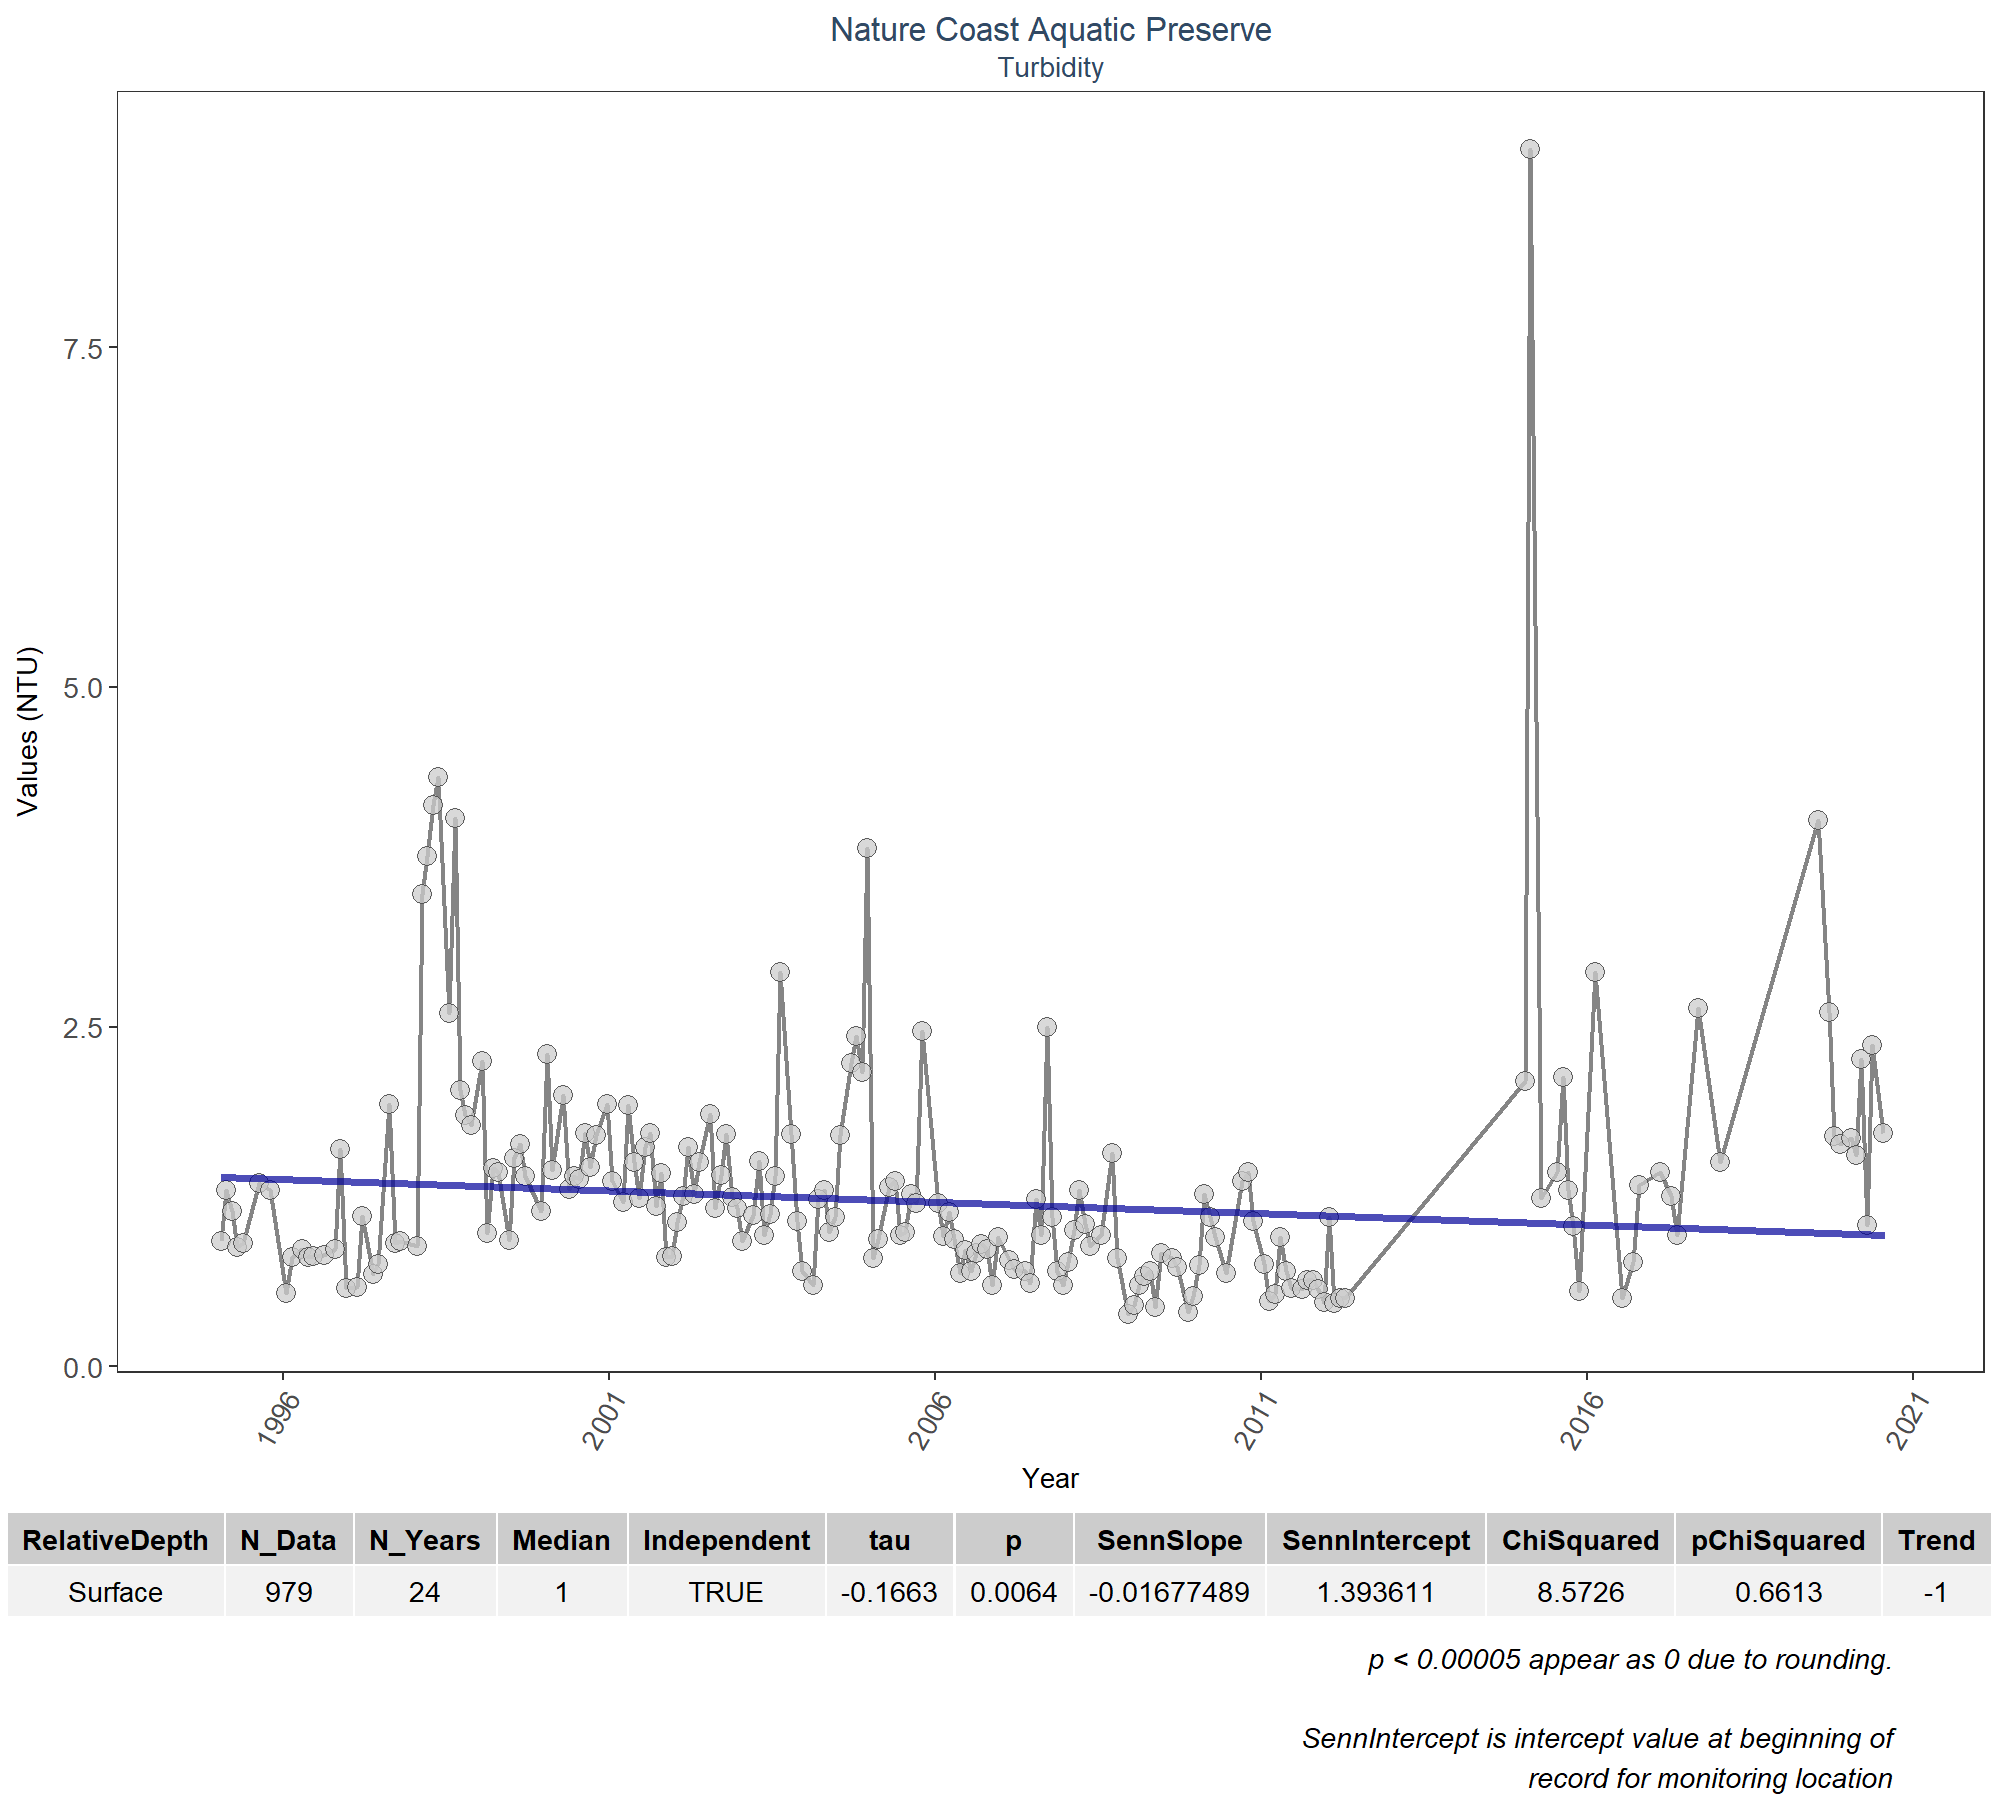 Nature Coast Aquatic Preserve
Turbidity
Values (NTU)
7.5
5.0
2.5
0.0
1996
2001
2006
2011
2016
2021
Year
RelativeDepth N_Data N_Years Median Independent tau p SennSlope SennIntercept ChiSquared pChiSquared Trend
Surface 979 24 1 TRUE -0.1663 0.0064 -0.01677489 1.393611 8.5726 0.6613 -1
p < 0.00005 appear as 0 due to rounding.
SennIntercept is intercept value at beginning of
record for monitoring location